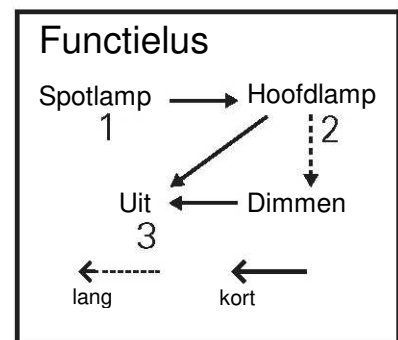 Functielus
Spotlamp Hoofdlamp
1 2
Uit Dimmen
3
lang kort